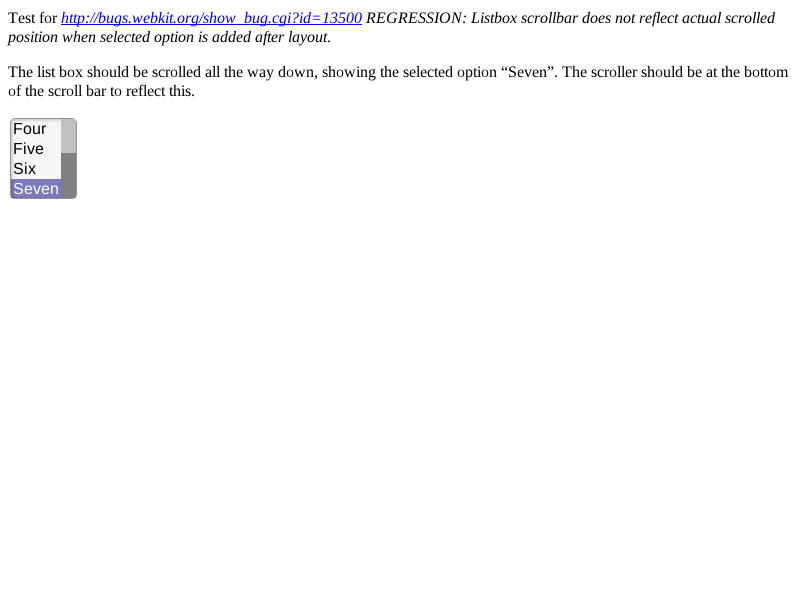 Test for http://bugs.webkit.org/show_bug.cgi?id=13500 REGRESSION: Listbox scrollbar does not reflect actual scrolled
position when selected option is added after layout.
The list box should be scrolled all the way down, showing the selected option “Seven”. The scroller should be at the bottom
of the scroll bar to reflect this.
Four
Five
Six
Seven